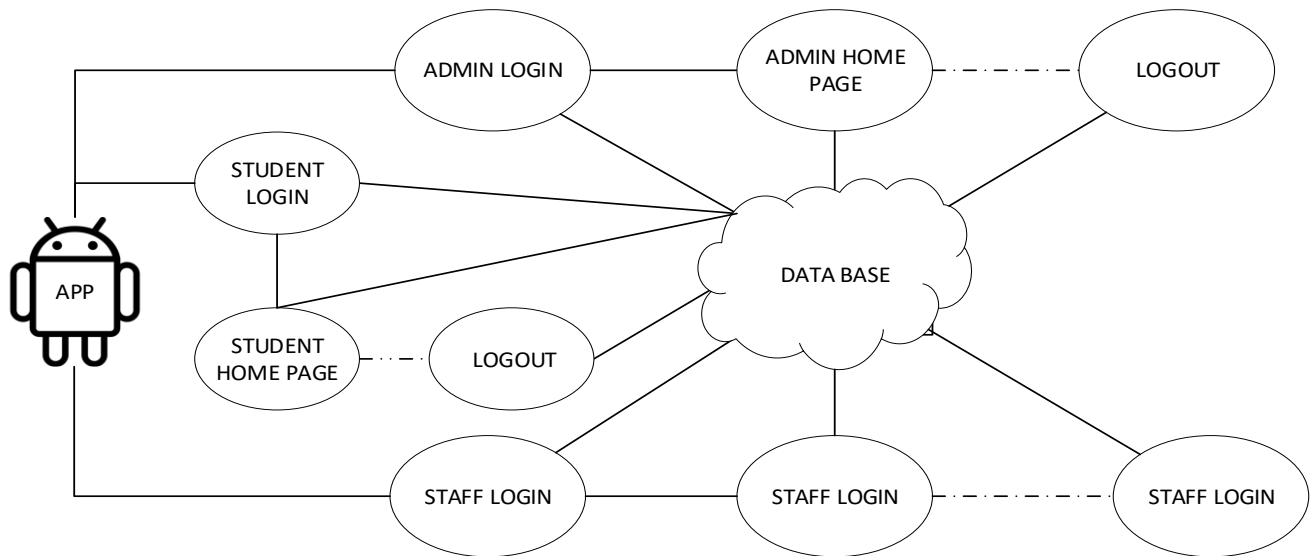 ADMIN LOGIN
ADMIN HOME
PAGE
LOGOUT
STUDENT
LOGIN
APP
DATA BASE
STUDENT
HOME PAGE
LOGOUT
STAFF LOGIN
STAFF LOGIN
STAFF LOGIN